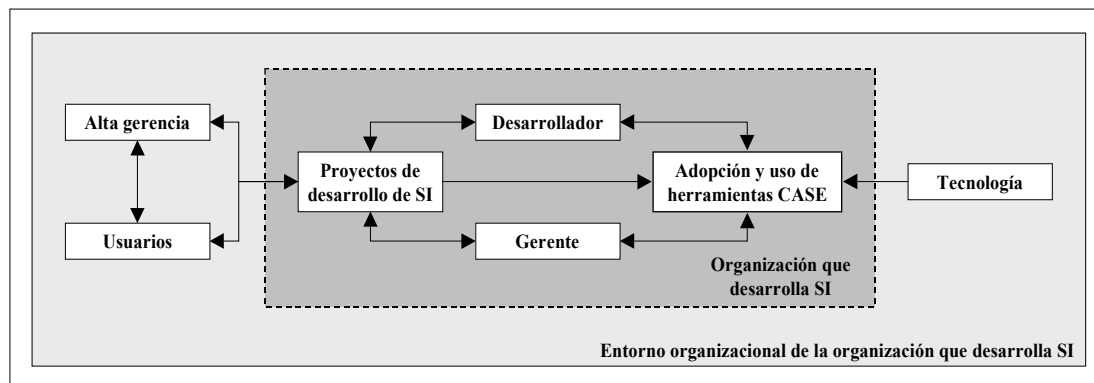 Alta gerencia
Usuarios
Proyectos de
desarrollo de SI
Desarrollador
Gerente
Adopción y uso de
herramientas CASE
Tecnología
Organización que
desarrolla SI
Entorno organizacional de la organización que desarrolla SI